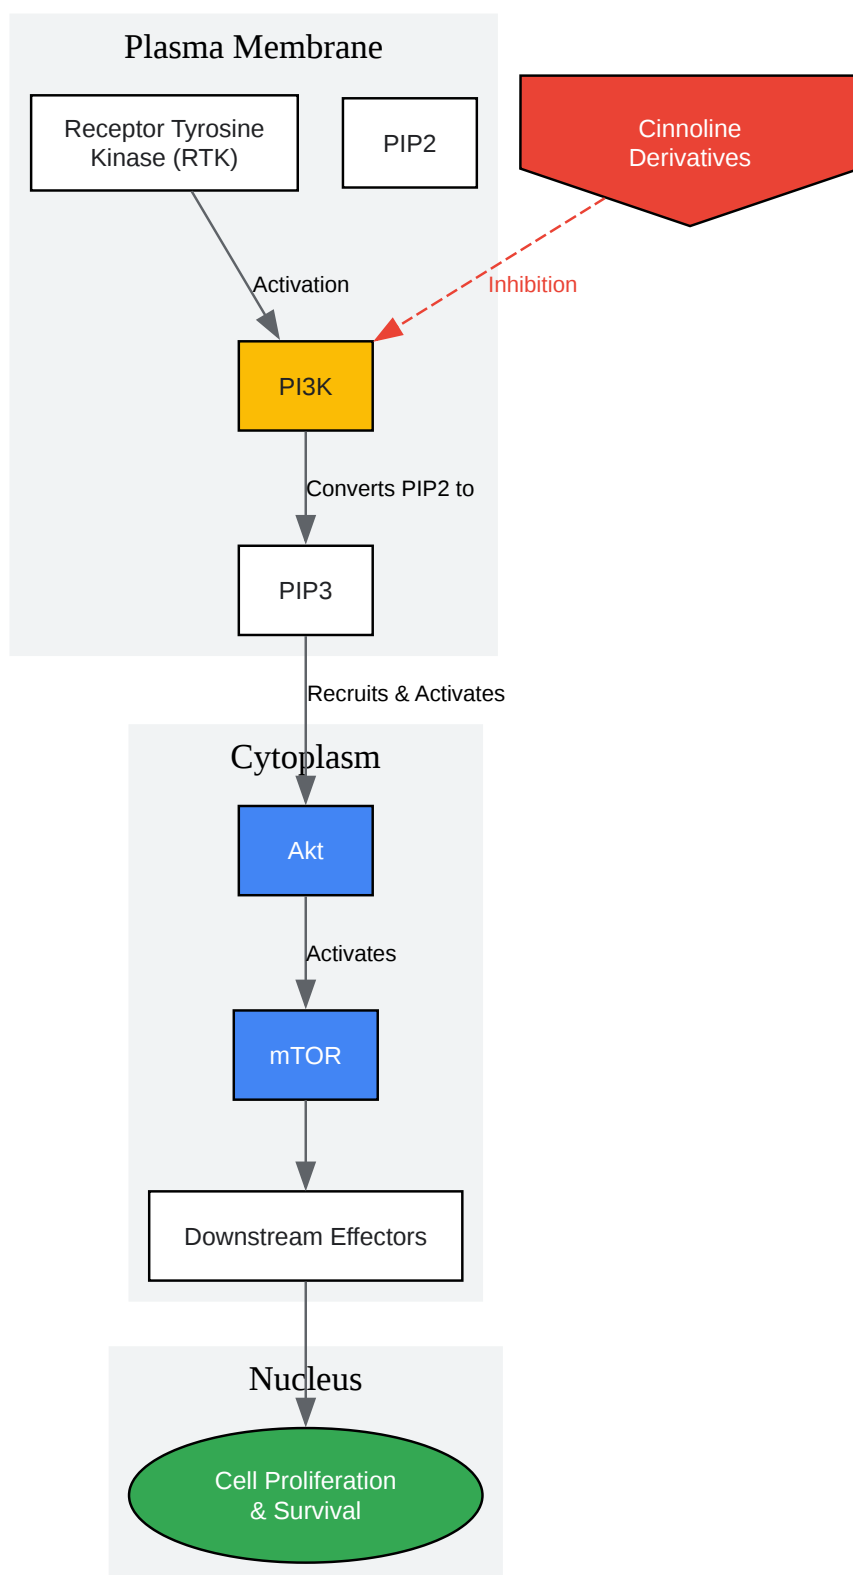 Plasma Membrane
Receptor Tyrosine
Kinase (RTK)
PIP2
Cinnoline
Derivatives
Activation
Inhibition
PI3K
Converts PIP2 to
PIP3
Recruits & Activates
Cytoplasm
Akt
Activates
mTOR
Downstream Effectors
Nucleus
Cell Proliferation
& Survival